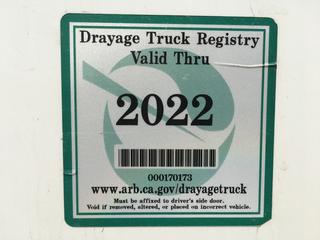 Drayage Truck Registry
Valid Thru
2022
000170173
www.arb.ca.gov/drayagetruck
Must be affixed to driver's side door.
Void if removed, altered, or placed on incorrect vehicle.